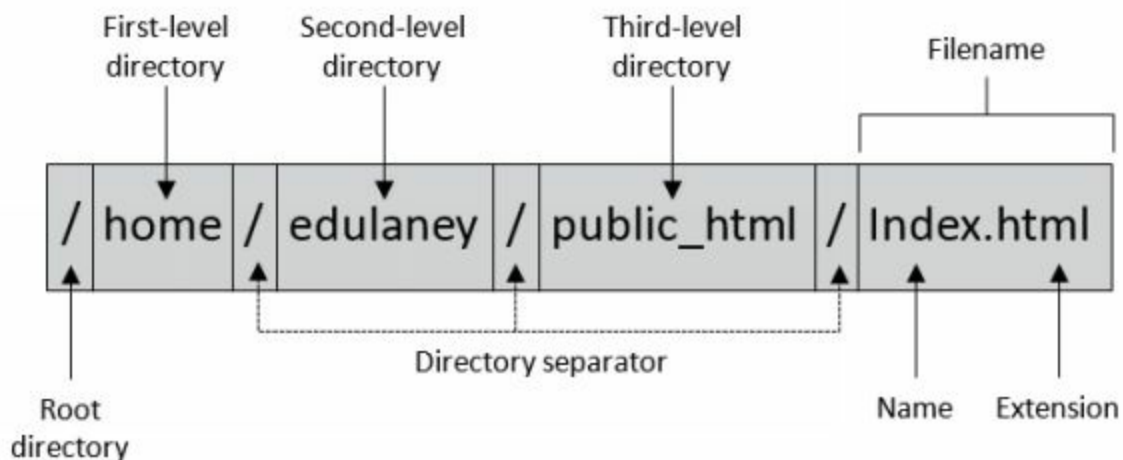 First-level
directory
Second-level
directory
Third-level
directory
Filename
/ home / edulaney / public_html / Index.html
Directory separator
Root
directory
Name
Extension